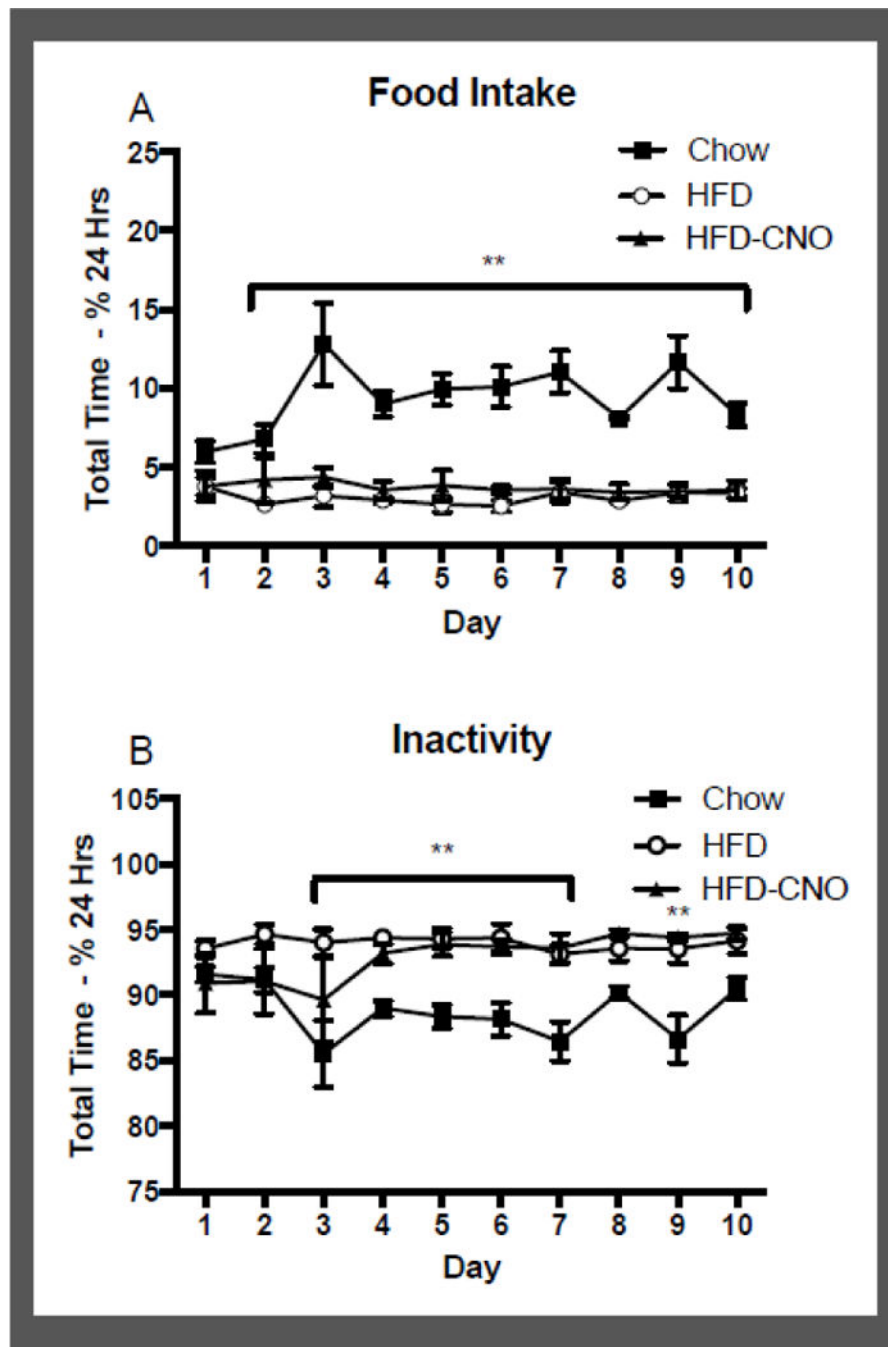 A
Food Intake
Chow
HFD
HFD-CNO
**
Total Time - % 24 Hrs
25
20
15
10
5
0
1 2 3 4 5 6 7 8 9 10
Day
B
Inactivity
Chow
HFD
HFD-CNO
**
**
Total Time - % 24 Hrs
105
100
95
90
85
80
75
1 2 3 4 5 6 7 8 9 10
Day